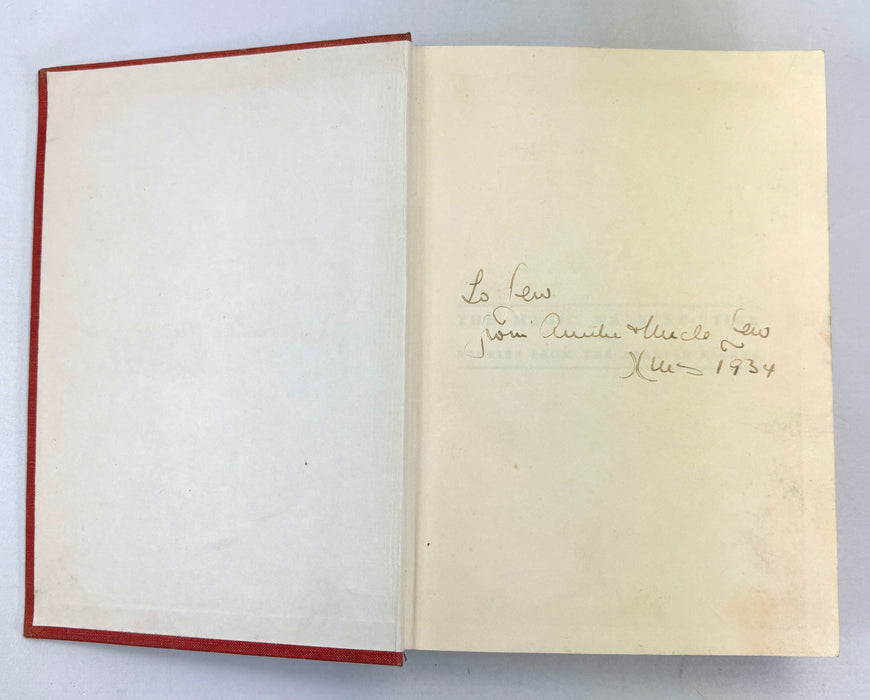 To Lew
from Auntie & Uncle Lew
Xmas 1934